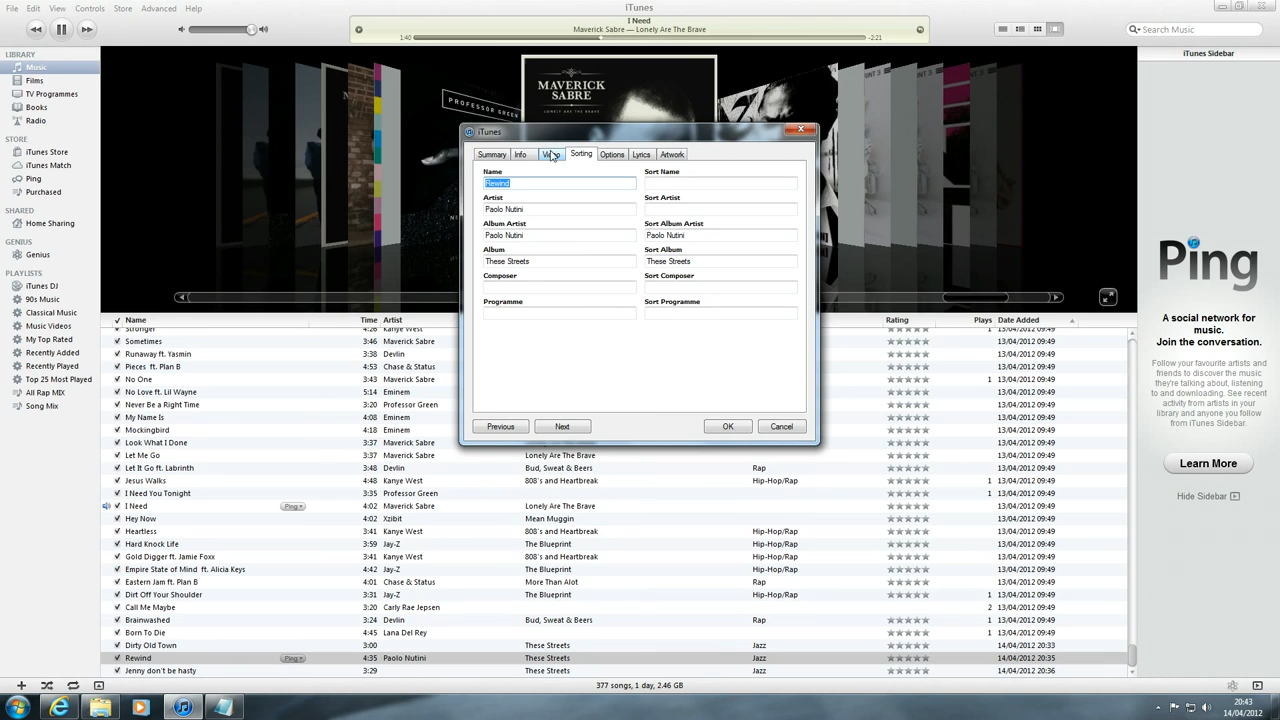 File Edit View Controls Store Advanced Help
iTunes
I Need
Maverick Sabre — Lonely Are The Brave
1:40
-2:21
Search Music
LIBRARY
Music
Films
TV Programmes
Books
Radio
STORE
iTunes Store
iTunes Match
Ping
Purchased
SHARED
Home Sharing
GENIUS
Genius
PLAYLISTS
iTunes DJ
90s Music
Classical Music
Music Videos
My Top Rated
Recently Added
Recently Played
Top 25 Most Played
All Rap MIX
Song Mix
PROFESSOR GREEN
MAVERICK
SABRE
LONELY ARE THE BRAVE
iTunes
Summary Info Video Sorting Options Lyrics Artwork
Name Sort Name
Rewind
Artist Sort Artist
Paolo Nutini
Album Artist Sort Album Artist
Paolo Nutini Paolo Nutini
Album Sort Album
These Streets These Streets
Composer Sort Composer
Programme Sort Programme
Previous Next OK Cancel
Name Time Artist Rating Plays Date Added
Stronger 4:26 Kanye West 1 13/04/2012 09:49
Sometimes 3:46 Maverick Sabre 13/04/2012 09:49
Runaway ft. Yasmin 3:38 Devlin 13/04/2012 09:49
Pieces ft. Plan B 4:53 Chase & Status 13/04/2012 09:49
No One 3:43 Maverick Sabre 1 13/04/2012 09:49
No Love ft. Lil Wayne 5:14 Eminem 13/04/2012 09:49
Never Be a Right Time 3:37 Professor Green 13/04/2012 09:49
My Name Is 4:08 Eminem 13/04/2012 09:49
Mockingbird 4:18 Eminem 13/04/2012 09:49
Look What I Done 3:37 Maverick Sabre 13/04/2012 09:49
Let Me Go 3:37 Maverick Sabre Lonely Are The Brave 13/04/2012 09:49
Let It Go ft. Labrinth 3:48 Devlin Bud, Sweat & Beers Rap 13/04/2012 09:49
Jesus Walks 4:48 Kanye West 808's and Heartbreak Hip-Hop/Rap 13/04/2012 09:49
I Need You Tonight 3:35 Professor Green 13/04/2012 09:49
I Need Ping 4:02 Maverick Sabre Lonely Are The Brave 13/04/2012 09:49
Hey Now 4:02 Xzibit Mean Muggin 13/04/2012 09:49
Heartless 3:41 Kanye West 808's and Heartbreak Hip-Hop/Rap 13/04/2012 09:49
Hard Knock Life 3:59 Jay-Z The Blueprint Hip-Hop/Rap 13/04/2012 09:49
Gold Digger ft. Jamie Foxx 3:41 Kanye West 808's and Heartbreak Hip-Hop/Rap 13/04/2012 09:49
Empire State of Mind ft. Alicia Keys 4:42 Jay-Z The Blueprint Hip-Hop/Rap 13/04/2012 09:49
Eastern Jam ft. Plan B 4:01 Chase & Status More Than Alot Rap 13/04/2012 09:49
Dirt Off Your Shoulder 3:31 Jay-Z The Blueprint Hip-Hop/Rap 1 13/04/2012 09:49
Call Me Maybe 3:20 Carly Rae Jepsen 2 13/04/2012 09:49
Brainwashed 3:24 Devlin Bud, Sweat & Beers Rap 1 13/04/2012 09:49
Born To Die 4:45 Lana Del Rey 1 13/04/2012 09:49
Dirty Old Town 3:00 These Streets Jazz 14/04/2012 20:33
Rewind Ping 4:35 Paolo Nutini These Streets Jazz 14/04/2012 20:35
Jenny don't be hasty 3:29 These Streets Jazz 14/04/2012 20:36
377 songs, 1 day, 2.46 GB
iTunes Sidebar
Ping
A social network for
music.
Join the conversation.
Follow your favourite artists and
friends to discover the music
they're talking about, listening
to and downloading. See recent
activity from artists in your
library and anyone you follow
from iTunes Sidebar.
Learn More
Hide Sidebar
20:43
14/04/2012